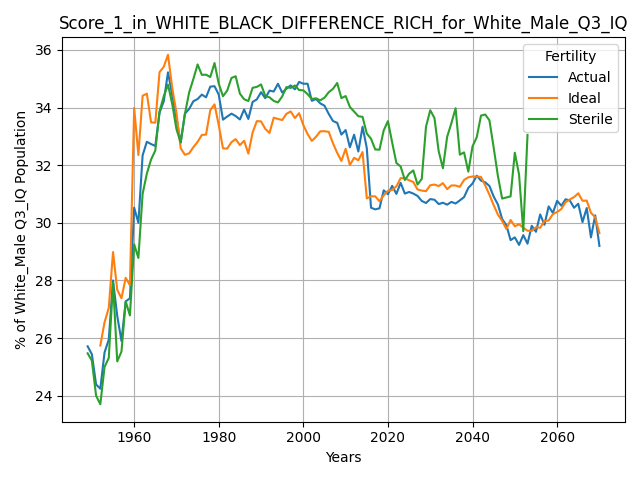 Score_1_in_WHITE_BLACK_DIFFERENCE_RICH_for_White_Male_Q3_IQ
Fertility
Actual
Ideal
Sterile
% of White_Male Q3_IQ Population
36
34
32
30
28
26
24
1960
1980
2000
2020
2040
2060
Years